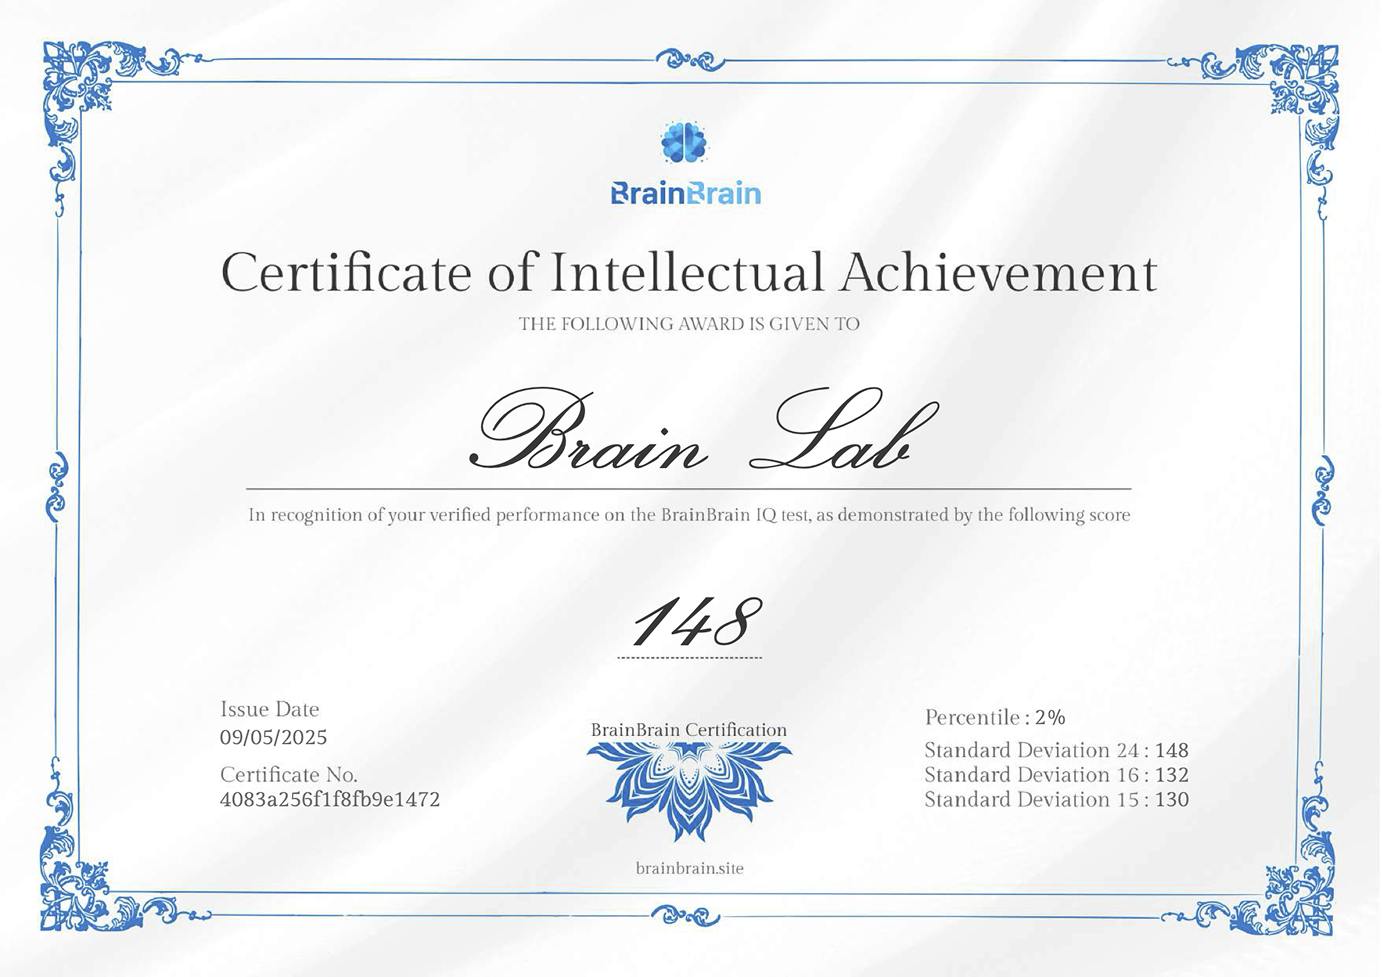 BrainBrain
Certificate of Intellectual Achievement
THE FOLLOWING AWARD IS GIVEN TO
Brain Lab
In recognition of your verified performance on the BrainBrain IQ test, as demonstrated by the following score
148
Issue Date
09/05/2025
Certificate No.
4083a256f1f8fb9e1472
BrainBrain Certification
brainbrain.site
Percentile : 2%
Standard Deviation 24 : 148
Standard Deviation 16 : 132
Standard Deviation 15 : 130